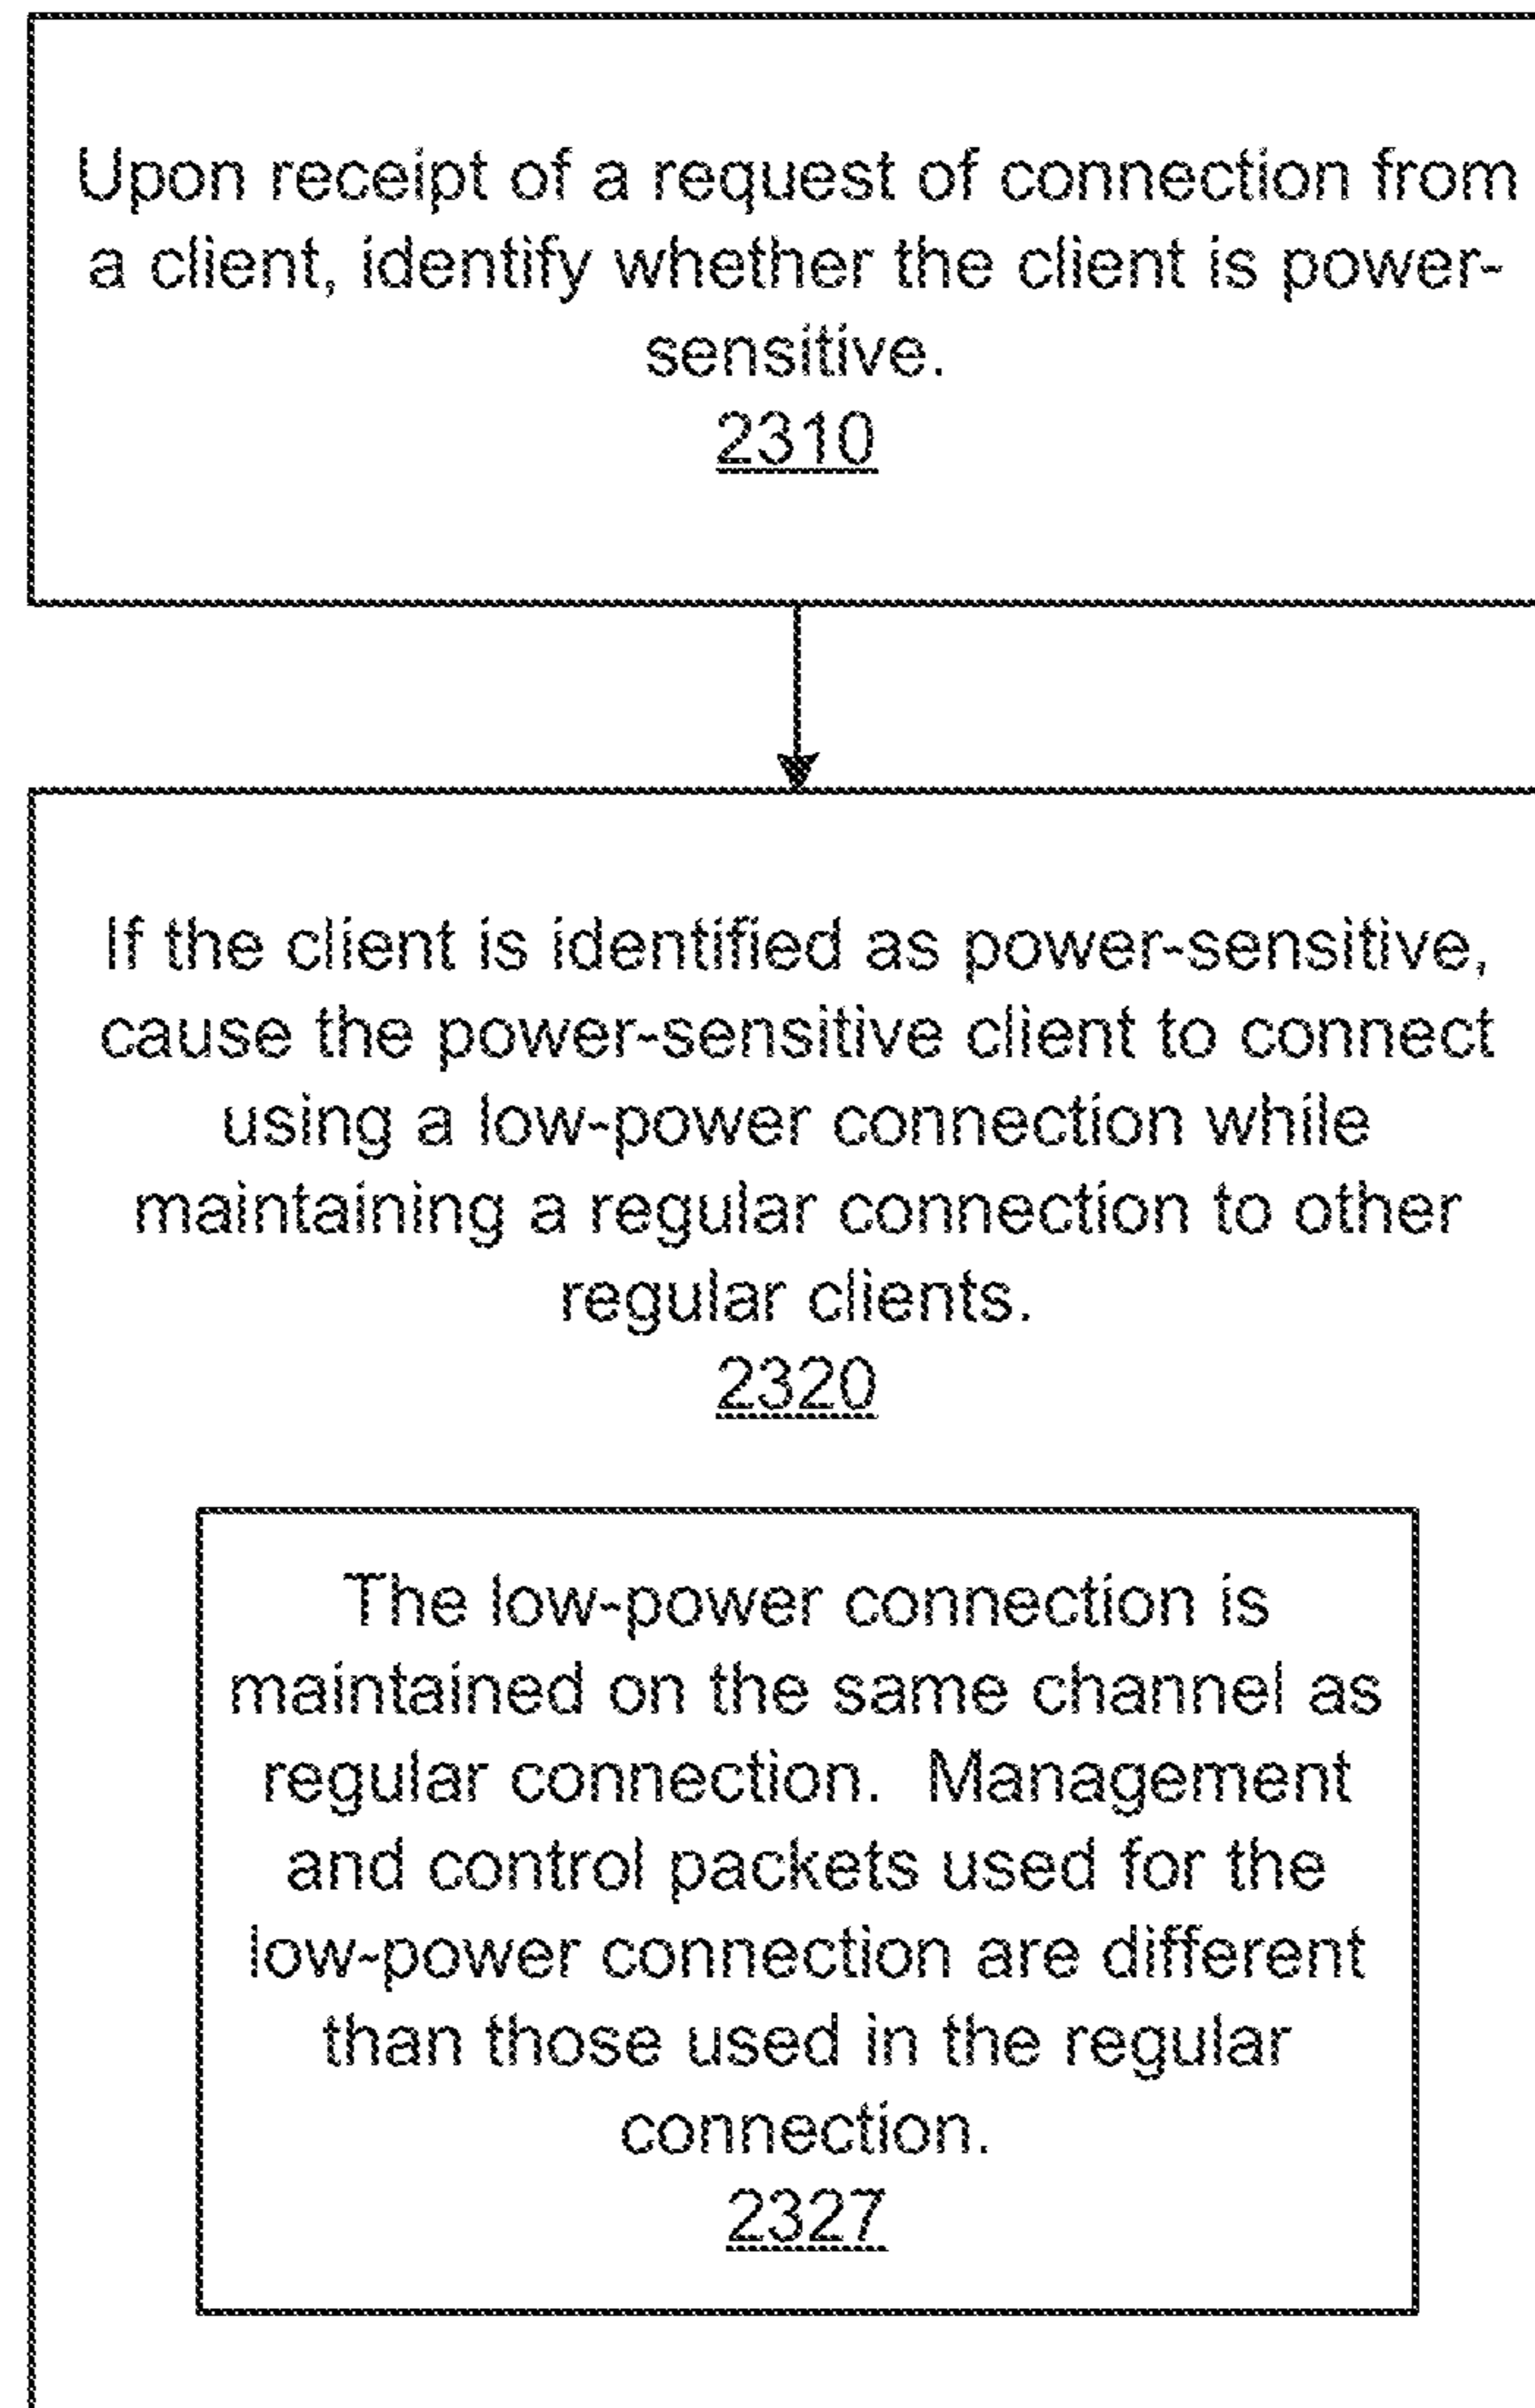 Upon receipt of a request of connection from
a client, identify whether the client is power-
sensitive.
2310
If the client is identified as power-sensitive,
cause the power-sensitive client to connect
using a low-power connection while
maintaining a regular connection to other
regular clients.
2320
The low-power connection is
maintained on the same channel as
regular connection.  Management
and control packets used for the
low-power connection are different
than those used in the regular
connection.
2327